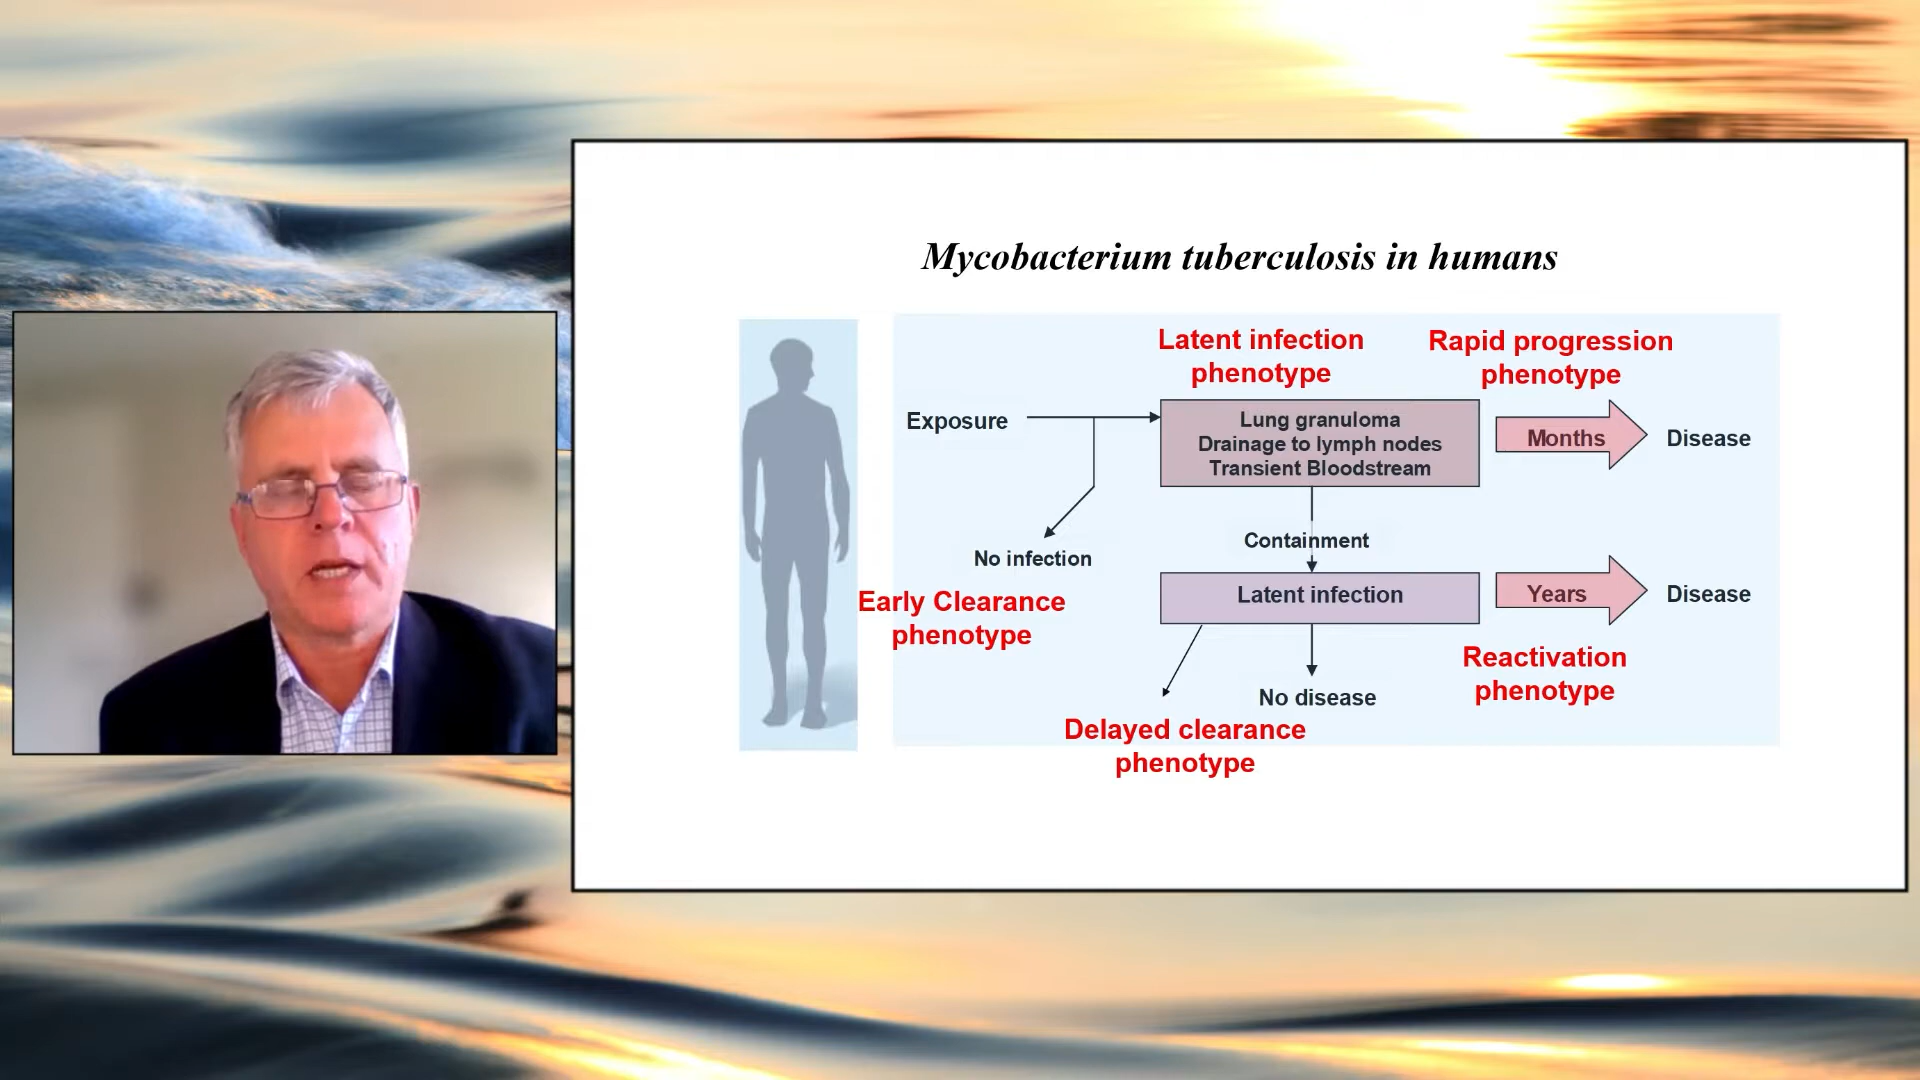 Mycobacterium tuberculosis in humans
Latent infection
phenotype
Rapid progression
phenotype
Exposure
Lung granuloma
Drainage to lymph nodes
Transient Bloodstream
Months
Disease
No infection
Containment
Early Clearance
phenotype
Latent infection
Years
Disease
Reactivation
phenotype
No disease
Delayed clearance
phenotype